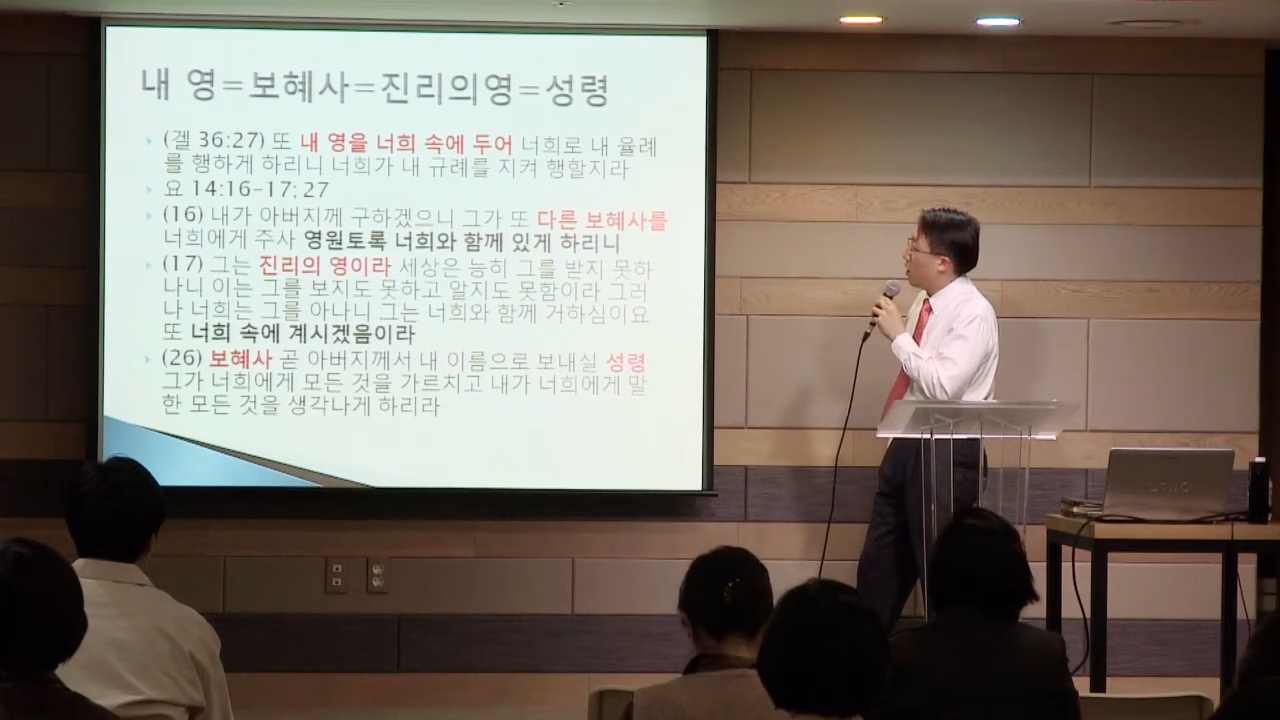 내 영=보혜사=진리의영=성령
(겔 36:27) 또 내 영을 너희 속에 두어 너희로 내 율례
를 행하게 하리니 너희가 내 규례를 지켜 행할지라
요 14:16-17; 27
(16) 내가 아버지께 구하겠으니 그가 또 다른 보혜사를
너희에게 주사 영원토록 너희와 함께 있게 하리니
(17) 그는 진리의 영이라 세상은 능히 그를 받지 못하
나니 이는 그를 보지도 못하고 알지도 못함이라 그러
나 너희는 그를 아나니 그는 너희와 함께 거하심이요
또 너희 속에 계시겠음이라
(26) 보혜사 곧 아버지께서 내 이름으로 보내실 성령
그가 너희에게 모든 것을 가르치고 내가 너희에게 말
한 모든 것을 생각나게 하리라
VAIO